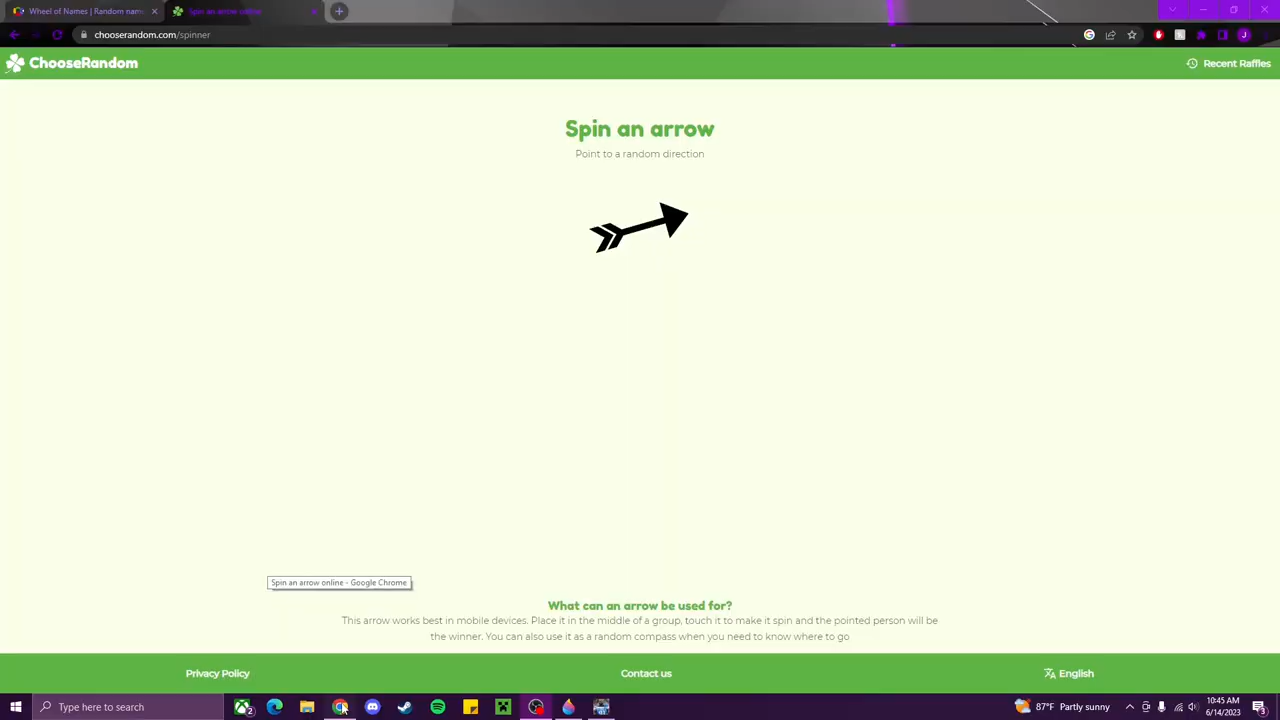 Wheel of Names | Random nam
Spin an arrow online
chooserandom.com/spinner
J
ChooseRandom
Recent Raffles
Spin an arrow
Point to a random direction
Spin an arrow online - Google Chrome
What can an arrow be used for?
This arrow works best in mobile devices. Place it in the middle of a group, touch it to make it spin and the pointed person will be
the winner. You can also use it as a random compass when you need to know where to go
Privacy Policy
Contact us
English
Type here to search
2
87°F Partly sunny
10:45 AM
6/14/2023
3